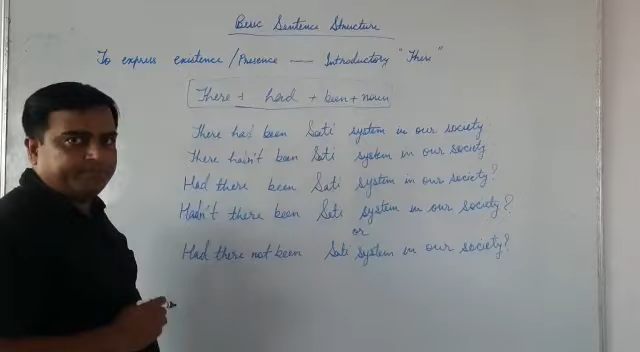 Basic Sentence Structure
To express existence/Presence — Introductory "There"
There + had + been + noun
There had been Sati system in our society
There hasn't been Sati system in our society
Had there been Sati system in our society?
Hadn't there been Sati system in our society?
or
Had there not been Sati system in our society?